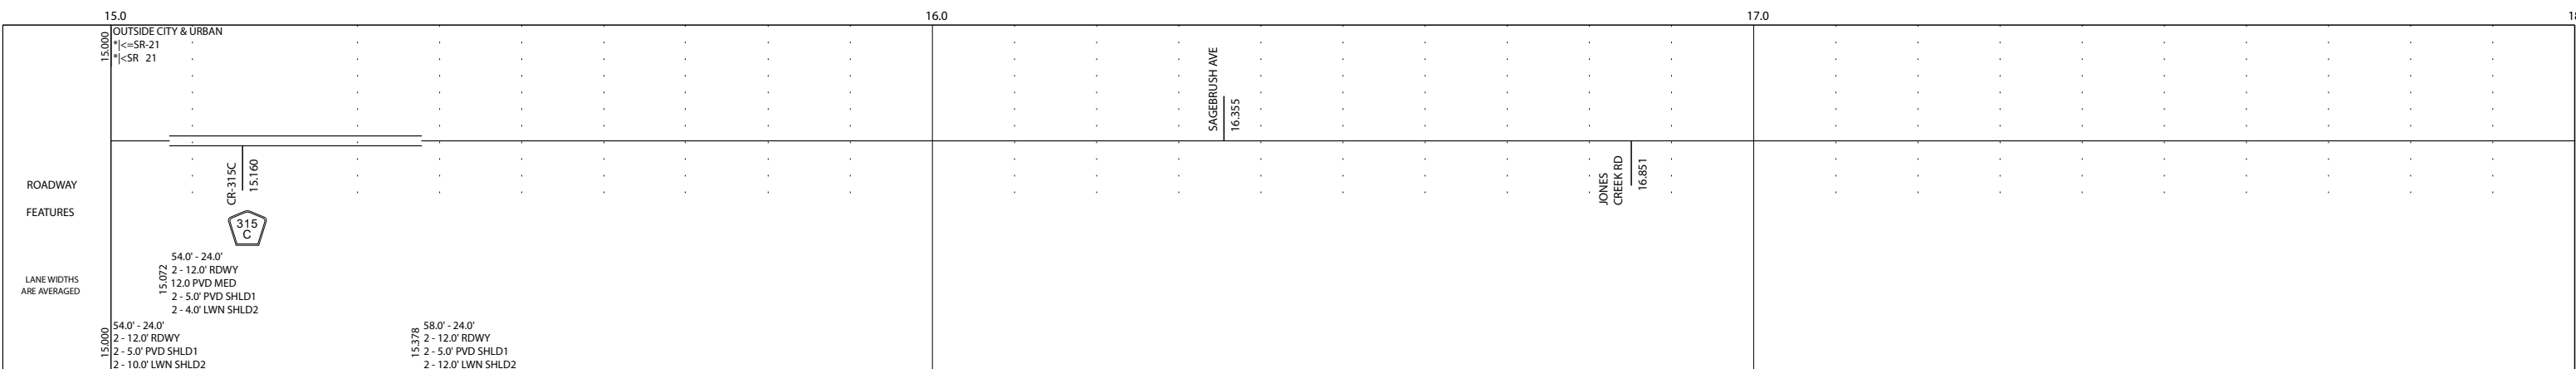 15.0
16.0
17.0
18
15.000
OUTSIDE CITY & URBAN
*|<=SR-21
*|<SR 21
SAGEBRUSH AVE
16.355
CR-315C
15.160
JONES
CREEK RD
16.851
ROADWAY
FEATURES
315
C
LANE WIDTHS
ARE AVERAGED
15.072
54.0' - 24.0'
2 - 12.0' RDWY
12.0 PVD MED
2 - 5.0' PVD SHLD1
2 - 4.0' LWN SHLD2
15.000
54.0' - 24.0'
2 - 12.0' RDWY
2 - 5.0' PVD SHLD1
2 - 10.0' LWN SHLD2
15.378
58.0' - 24.0'
2 - 12.0' RDWY
2 - 5.0' PVD SHLD1
2 - 12.0' LWN SHLD2